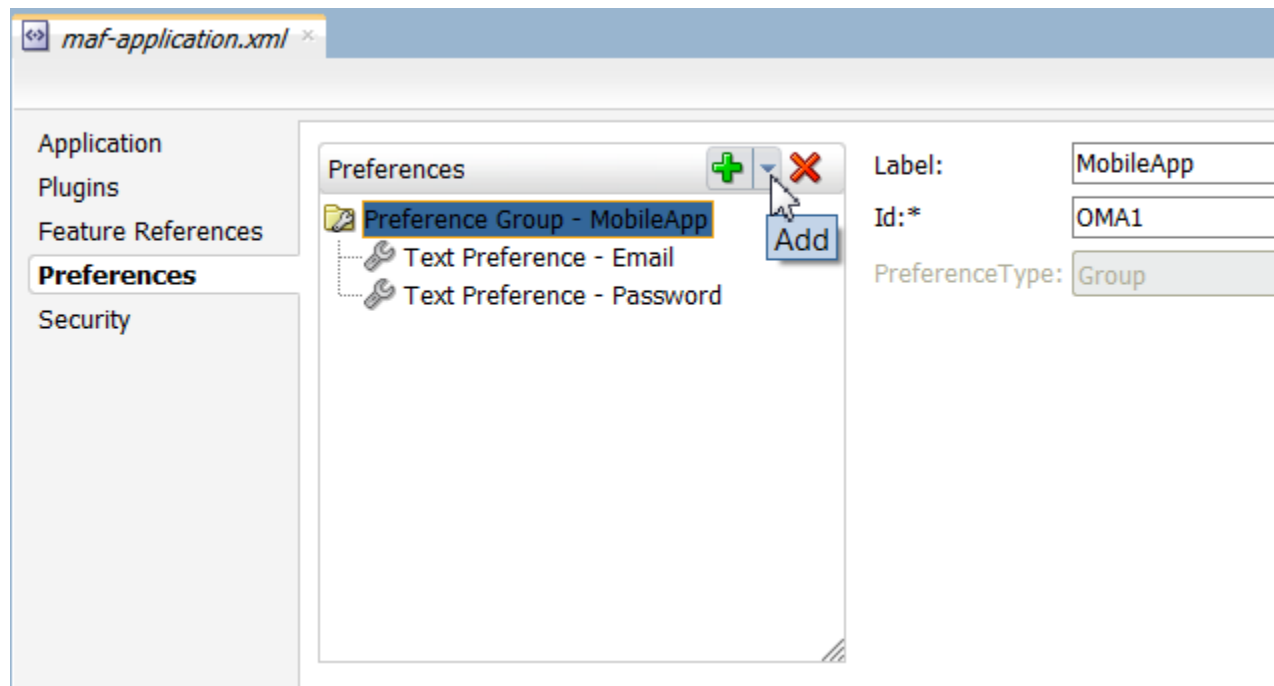 maf-application.xml
Application
Plugins
Feature References
Preferences
Security
Preferences
Preference Group - MobileApp
Text Preference - Email
Text Preference - Password
Add
Label: MobileApp
Id:* OMA1
PreferenceType: Group